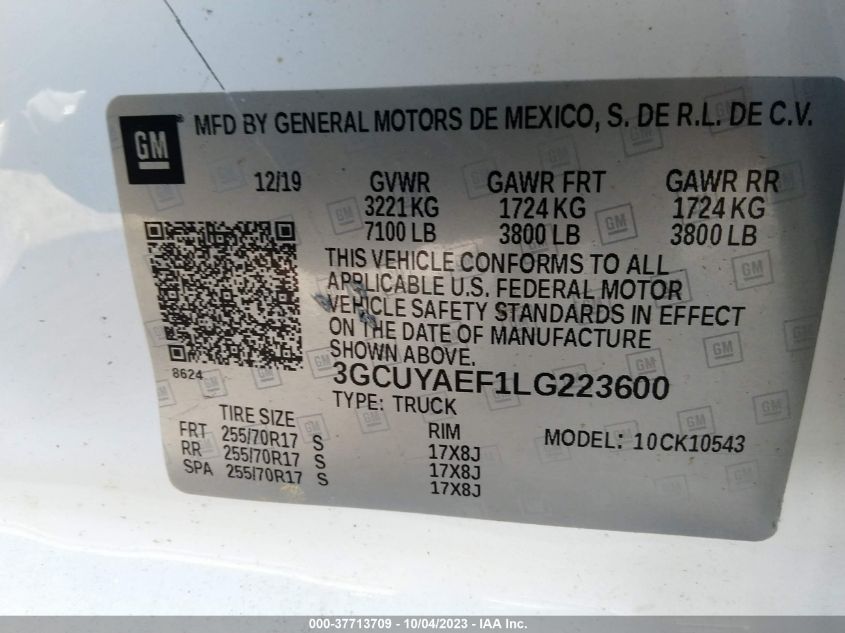 GM
MFD BY GENERAL MOTORS DE MEXICO, S. DE R.L. DE C.V.
12/19 GVWR GAWR FRT GAWR RR
3221 KG 1724 KG 1724 KG
7100 LB 3800 LB 3800 LB
THIS VEHICLE CONFORMS TO ALL
APPLICABLE U.S. FEDERAL MOTOR
VEHICLE SAFETY STANDARDS IN EFFECT
ON THE DATE OF MANUFACTURE
SHOWN ABOVE.
8624
3GCUYAEF1LG223600
TYPE: TRUCK
TIRE SIZE RIM MODEL: 10CK10543
FRT 255/70R17 S 17X8J
RR 255/70R17 S 17X8J
SPA 255/70R17 S 17X8J
000-37713709 - 10/04/2023 - IAA Inc.